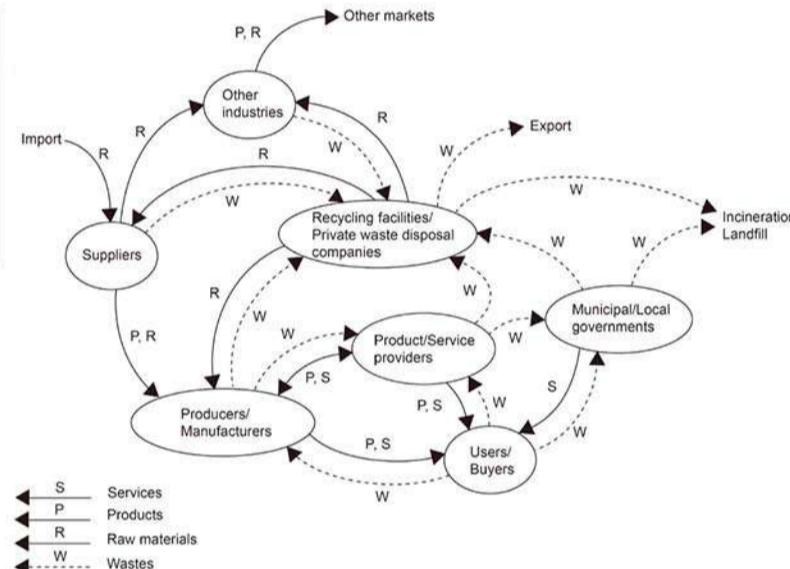 P, R
Other markets
Other
industries
R
R
Export
Import
R
W
W
R
W
W
Recycling facilities/
Private waste disposal
companies
Incineration
Landfill
Suppliers
W
W
W
R
W
Municipal/Local
governments
P, R
W
Product/Service
providers
W
P, S
P, S
W
S
Producers/
Manufacturers
P, S
Users/
Buyers
W
W
S
Services
P
Products
R
Raw materials
W
Wastes